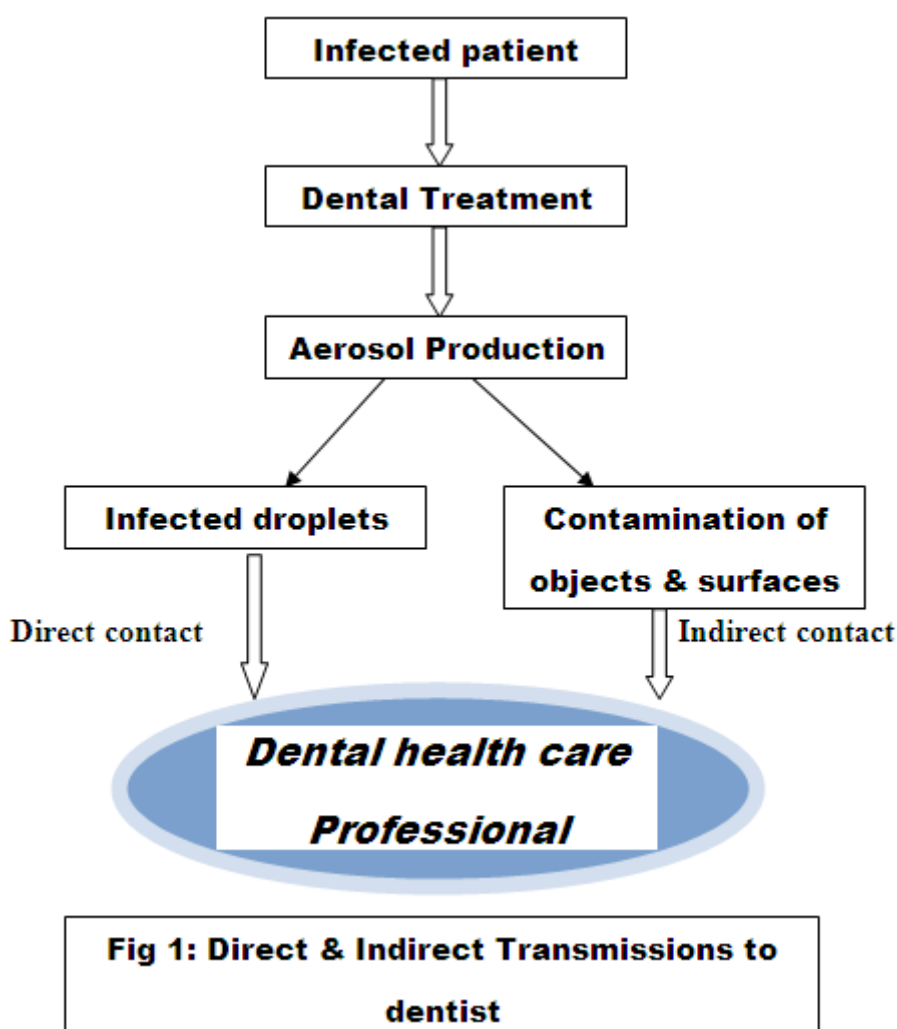 Infected patient
Dental Treatment
Aerosol Production
Infected droplets
Contamination of
objects & surfaces
Direct contact
Indirect contact
Dental health care
Professional
Fig 1: Direct & Indirect Transmissions to
dentist